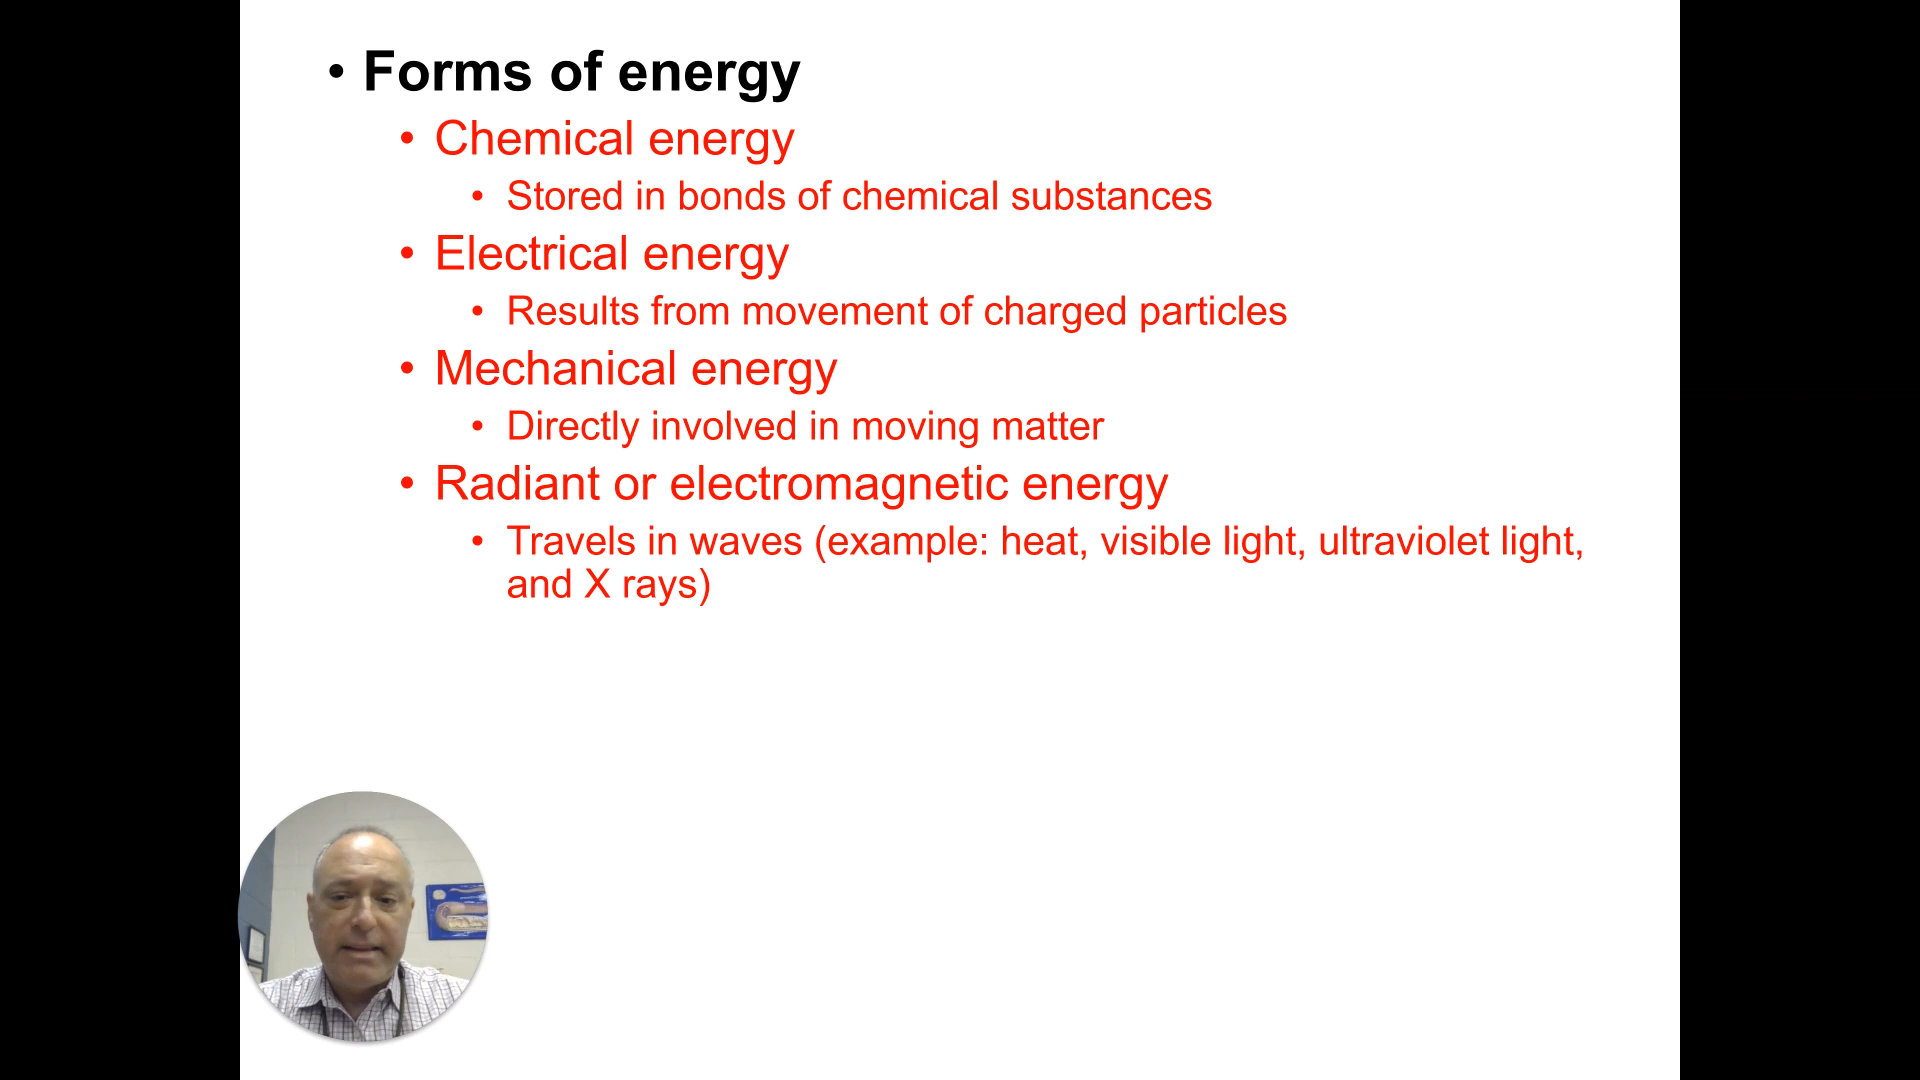 • Forms of energy
• Chemical energy
• Stored in bonds of chemical substances
• Electrical energy
• Results from movement of charged particles
• Mechanical energy
• Directly involved in moving matter
• Radiant or electromagnetic energy
• Travels in waves (example: heat, visible light, ultraviolet light,
and X rays)